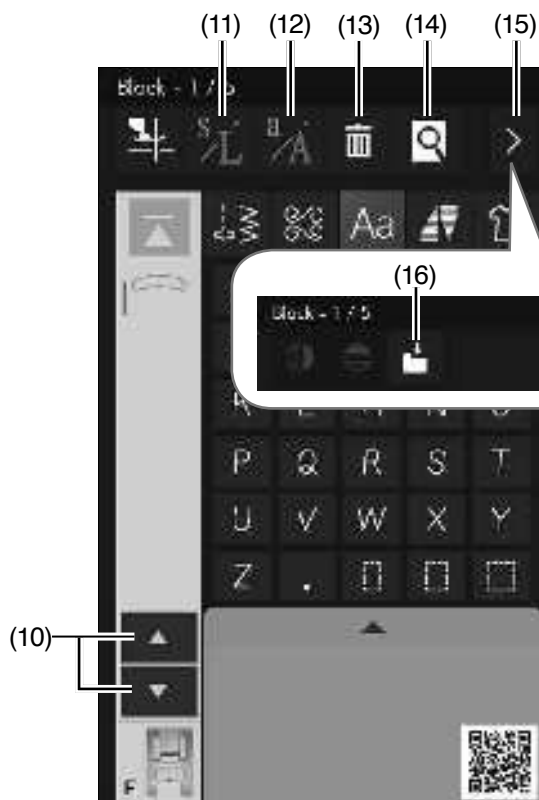 (11) (12) (13) (14) (15)
Block - 1 / 5
S/L a/A
Aa
(16)
Block - 1 / 5
P Q R S T
U V W X Y
Z .
(10)
F